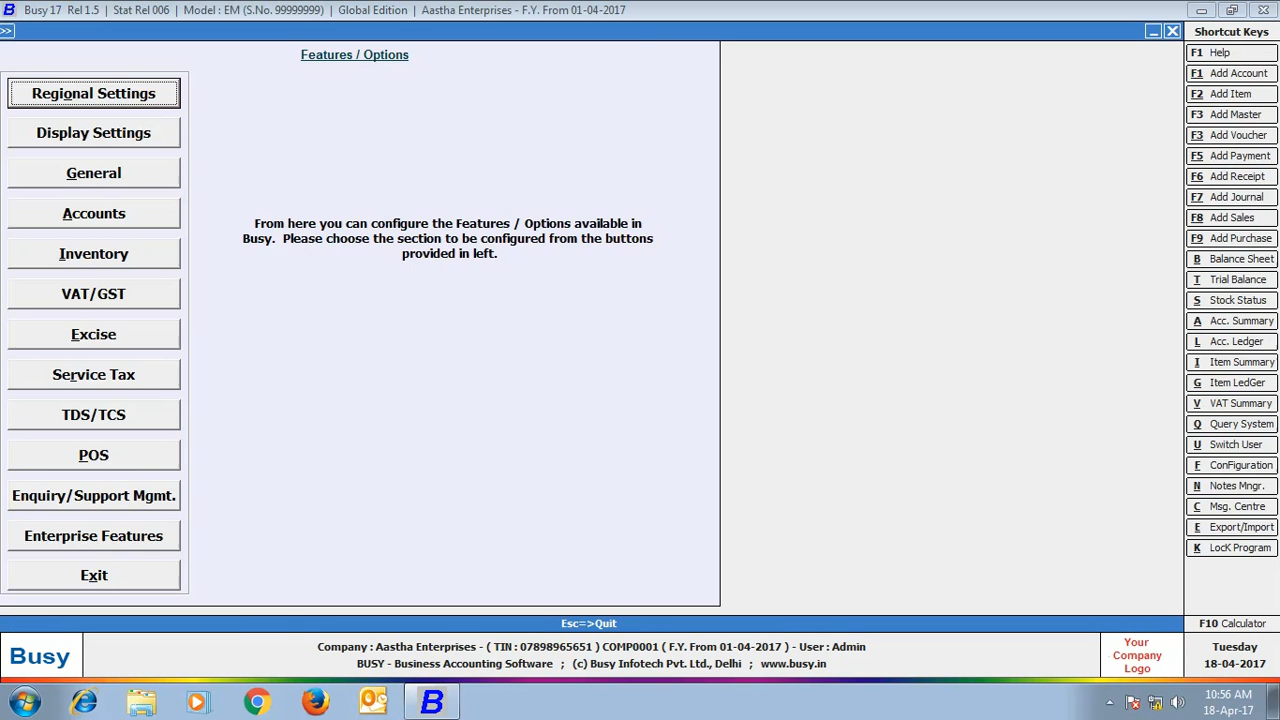 Busy 17 Rel 1.5 | Stat Rel 006 | Model : EM (S.No. 99999999) | Global Edition | Aastha Enterprises - F.Y. From 01-04-2017
>>
Features / Options
Regional Settings
Display Settings
General
Accounts
Inventory
VAT/GST
Excise
Service Tax
TDS/TCS
POS
Enquiry/Support Mgmt.
Enterprise Features
Exit
From here you can configure the Features / Options available in
Busy. Please choose the section to be configured from the buttons
provided in left.
Shortcut Keys
F1 Help
F1 Add Account
F2 Add Item
F3 Add Master
F3 Add Voucher
F5 Add Payment
F6 Add Receipt
F7 Add Journal
F8 Add Sales
F9 Add Purchase
B Balance Sheet
T Trial Balance
S Stock Status
A Acc. Summary
L Acc. Ledger
I Item Summary
G Item LedGer
V VAT Summary
Q Query System
U Switch User
F ConFiguration
N Notes Mngr.
C Msg. Centre
E Export/Import
K LocK Program
Esc=>Quit
F10 Calculator
Busy
Company : Aastha Enterprises - ( TIN : 07898965651 ) COMP0001 ( F.Y. From 01-04-2017 ) - User : Admin
BUSY - Business Accounting Software ; (c) Busy Infotech Pvt. Ltd., Delhi ; www.busy.in
Your
Company
Logo
Tuesday
18-04-2017
10:56 AM
18-Apr-17